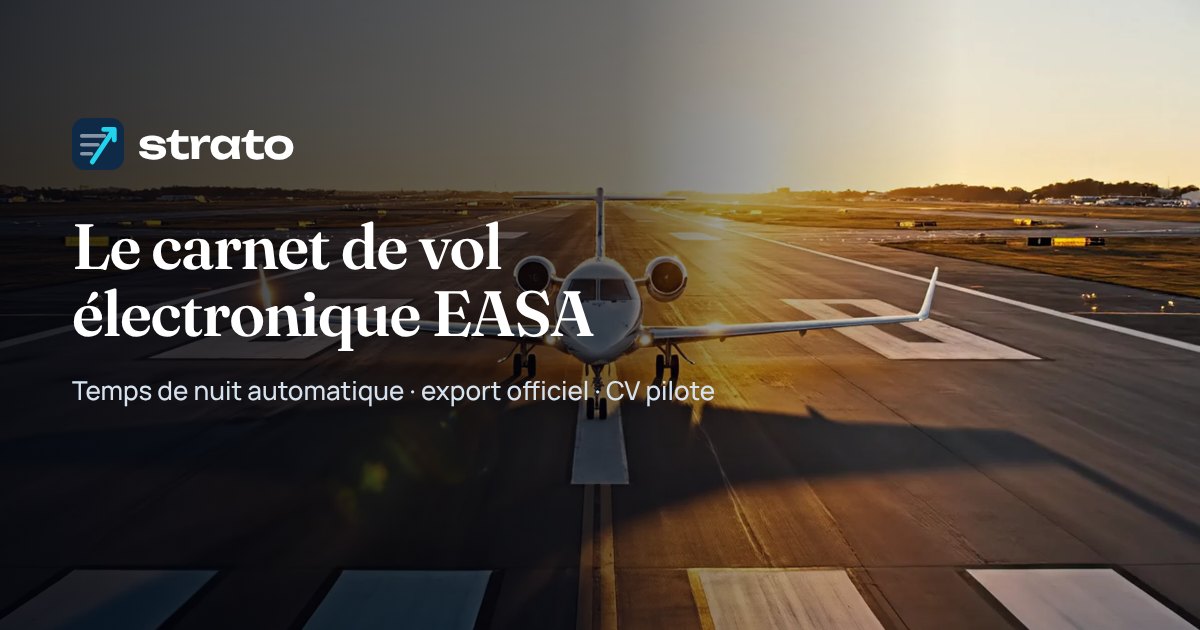 strato
Le carnet de vol
électronique EASA
Temps de nuit automatique · export officiel · CV pilote